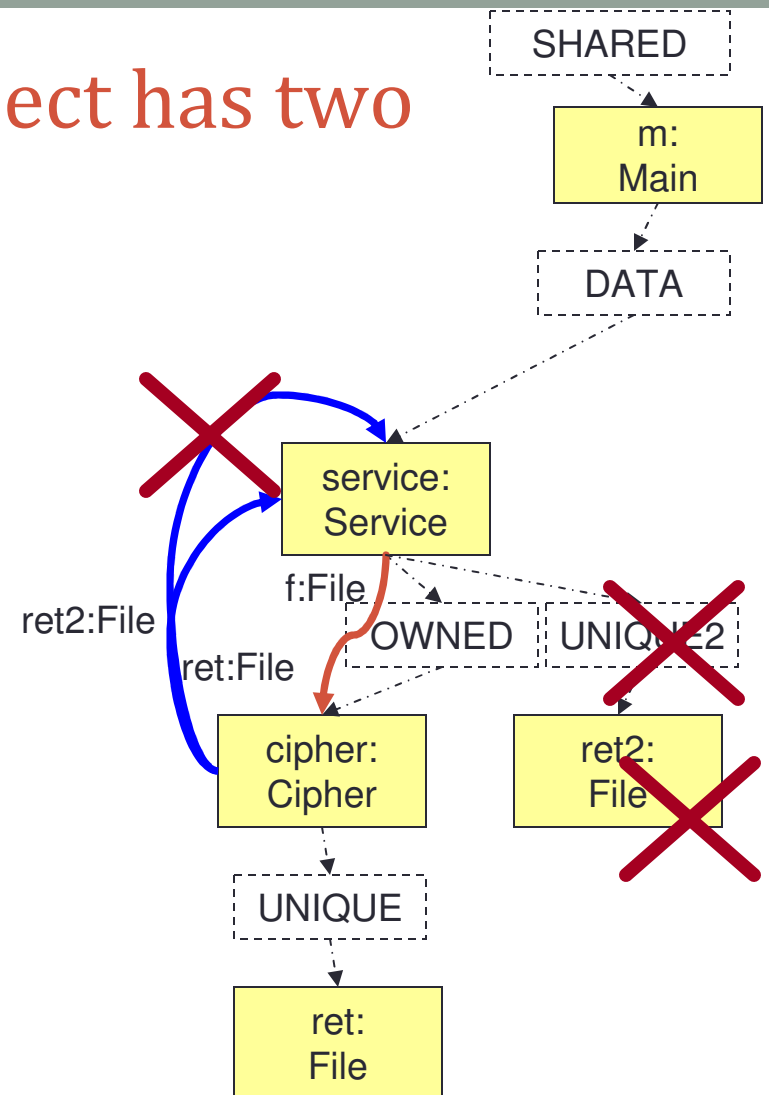 SHARED
ect has two
m:
Main
DATA
service:
Service
f:File
ret2:File
OWNED
UNIQUE2
ret:File
cipher:
Cipher
ret2:
File
UNIQUE
ret:
File